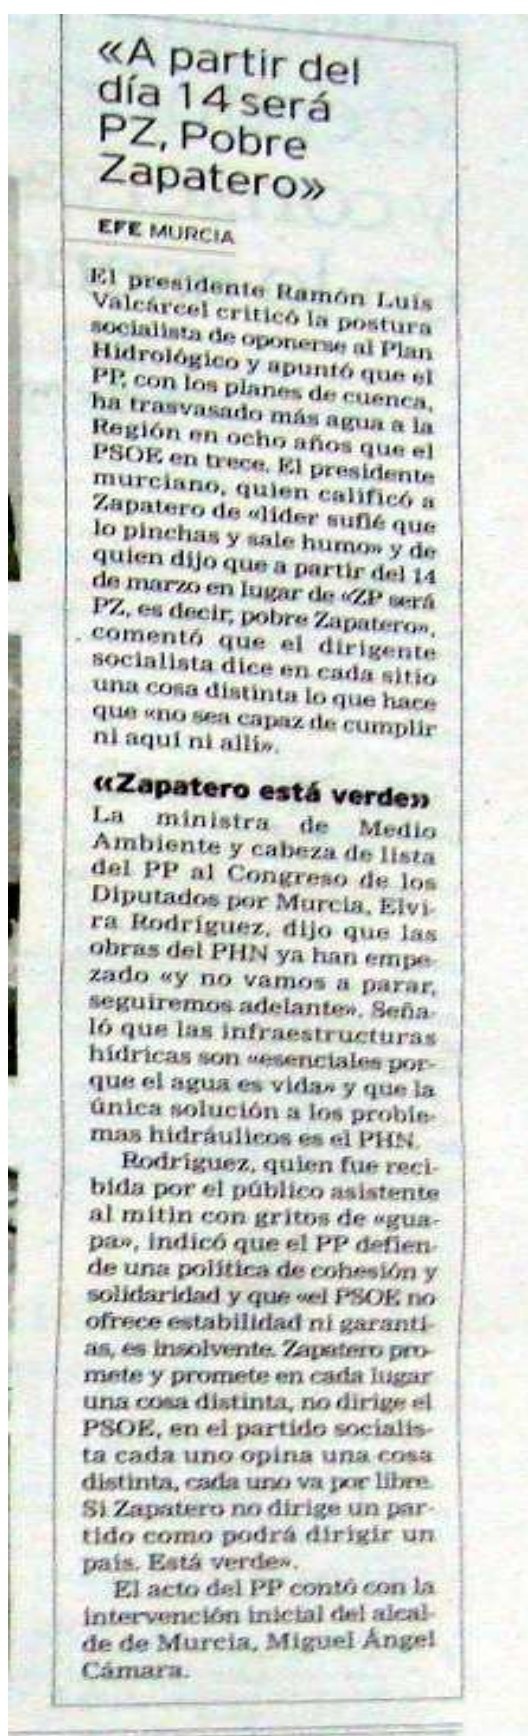 «A partir del
día 14 será
PZ, Pobre
Zapatero»
EFE MURCIA
El presidente Ramón Luis
Valcárcel criticó la postura
socialista de oponerse al Plan
Hidrológico y apuntó que el
PP, con los planes de cuenca,
ha trasvasado más agua a la
Región en ocho años que el
PSOE en trece. El presidente
murciano, quien calificó a
Zapatero de «líder suflé que
lo pinchas y sale humo» y de
quien dijo que a partir del 14
de marzo en lugar de «ZP será
PZ, es decir, pobre Zapatero»,
comentó que el dirigente
socialista dice en cada sitio
una cosa distinta lo que hace
que «no sea capaz de cumplir
ni aquí ni allí».
«Zapatero está verde»
La ministra de Medio
Ambiente y cabeza de lista
del PP al Congreso de los
Diputados por Murcia, Elvi-
ra Rodríguez, dijo que las
obras del PHN ya han empe-
zado «y no vamos a parar,
seguiremos adelante». Seña-
ló que las infraestructuras
hídricas son «esenciales por-
que el agua es vida» y que la
única solución a los proble-
mas hidráulicos es el PHN.
Rodríguez, quien fue reci-
bida por el público asistente
al mitin con gritos de «gua-
pa», indicó que el PP defien-
de una política de cohesión y
solidaridad y que «el PSOE no
ofrece estabilidad ni garantí-
as, es insolvente. Zapatero pro-
mete y promete en cada lugar
una cosa distinta, no dirige el
PSOE, en el partido socialis-
ta cada uno opina una cosa
distinta, cada uno va por libre.
Si Zapatero no dirige un par-
tido como podrá dirigir un
país. Está verde».
El acto del PP contó con la
intervención inicial del alcal-
de de Murcia, Miguel Ángel
Cámara.